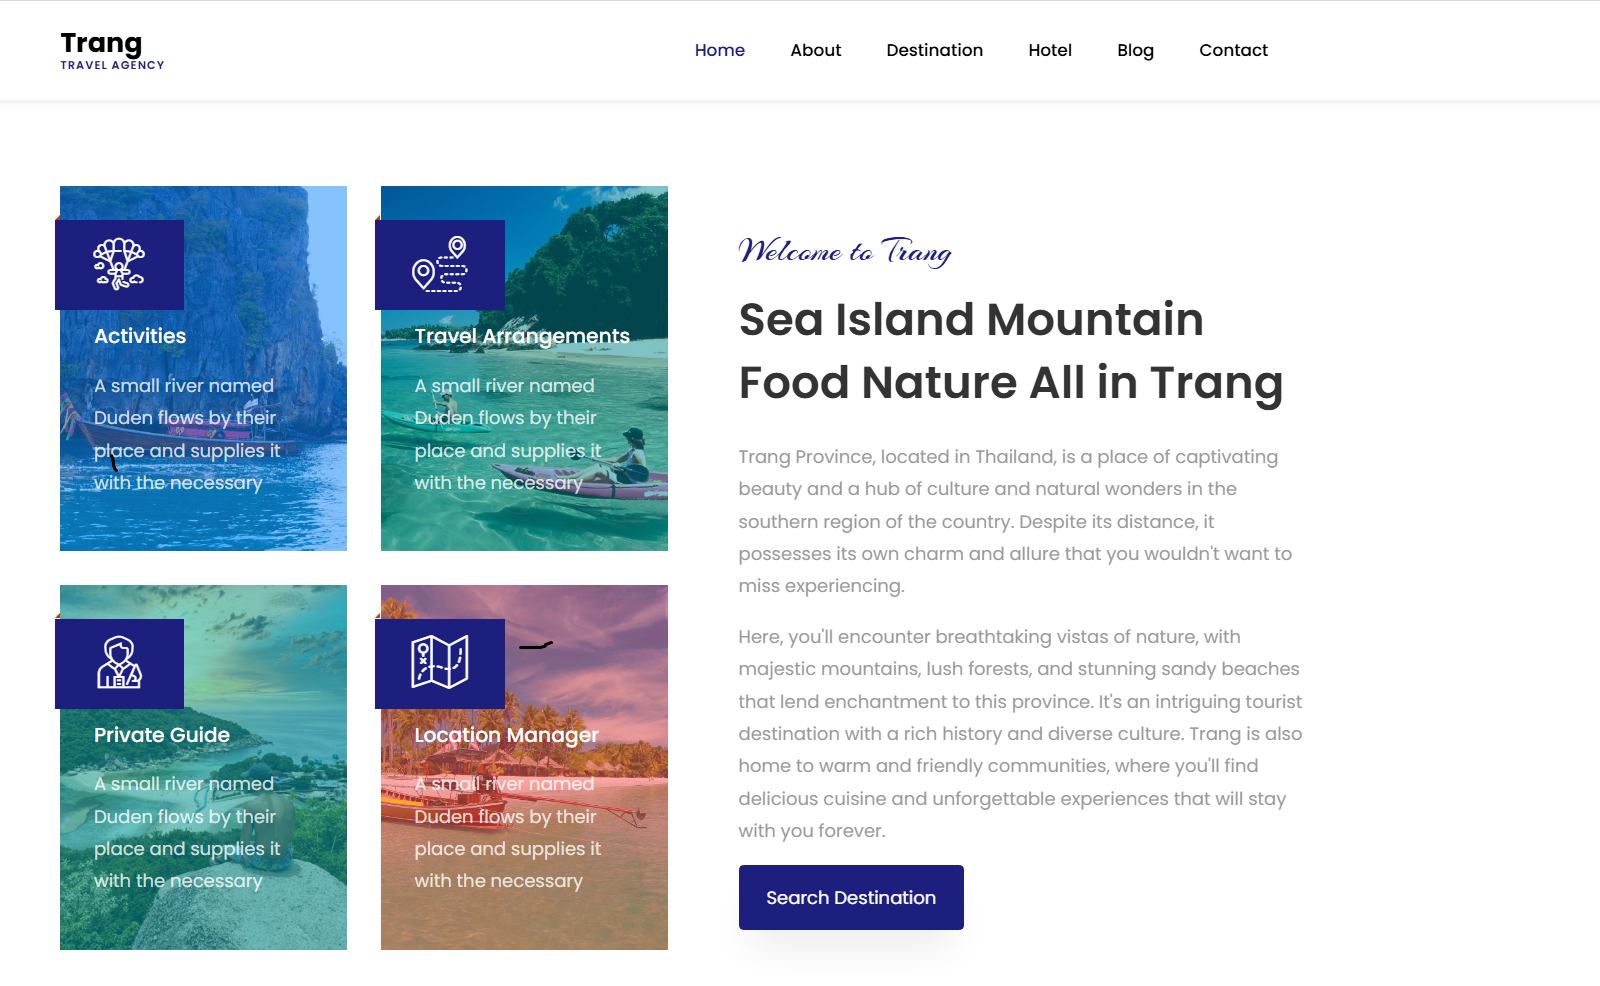 Trang
TRAVEL AGENCY
Home About Destination Hotel Blog Contact
Activities
A small river named
Duden flows by their
place and supplies it
with the necessary
Travel Arrangements
A small river named
Duden flows by their
place and supplies it
with the necessary
Private Guide
A small river named
Duden flows by their
place and supplies it
with the necessary
Location Manager
A small river named
Duden flows by their
place and supplies it
with the necessary
Welcome to Trang
Sea Island Mountain
Food Nature All in Trang
Trang Province, located in Thailand, is a place of captivating
beauty and a hub of culture and natural wonders in the
southern region of the country. Despite its distance, it
possesses its own charm and allure that you wouldn't want to
miss experiencing.
Here, you'll encounter breathtaking vistas of nature, with
majestic mountains, lush forests, and stunning sandy beaches
that lend enchantment to this province. It's an intriguing tourist
destination with a rich history and diverse culture. Trang is also
home to warm and friendly communities, where you'll find
delicious cuisine and unforgettable experiences that will stay
with you forever.
Search Destination